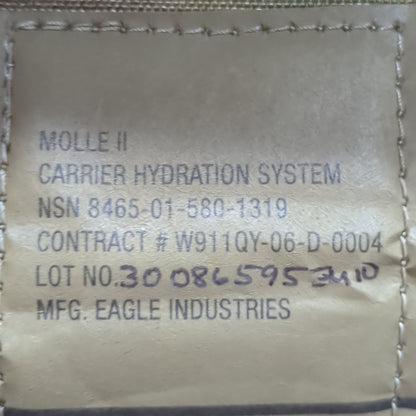 MOLLE II
CARRIER HYDRATION SYSTEM
NSN 8465-01-580-1319
CONTRACT # W911QY-06-D-0004
LOT NO.
MFG. EAGLE INDUSTRIES